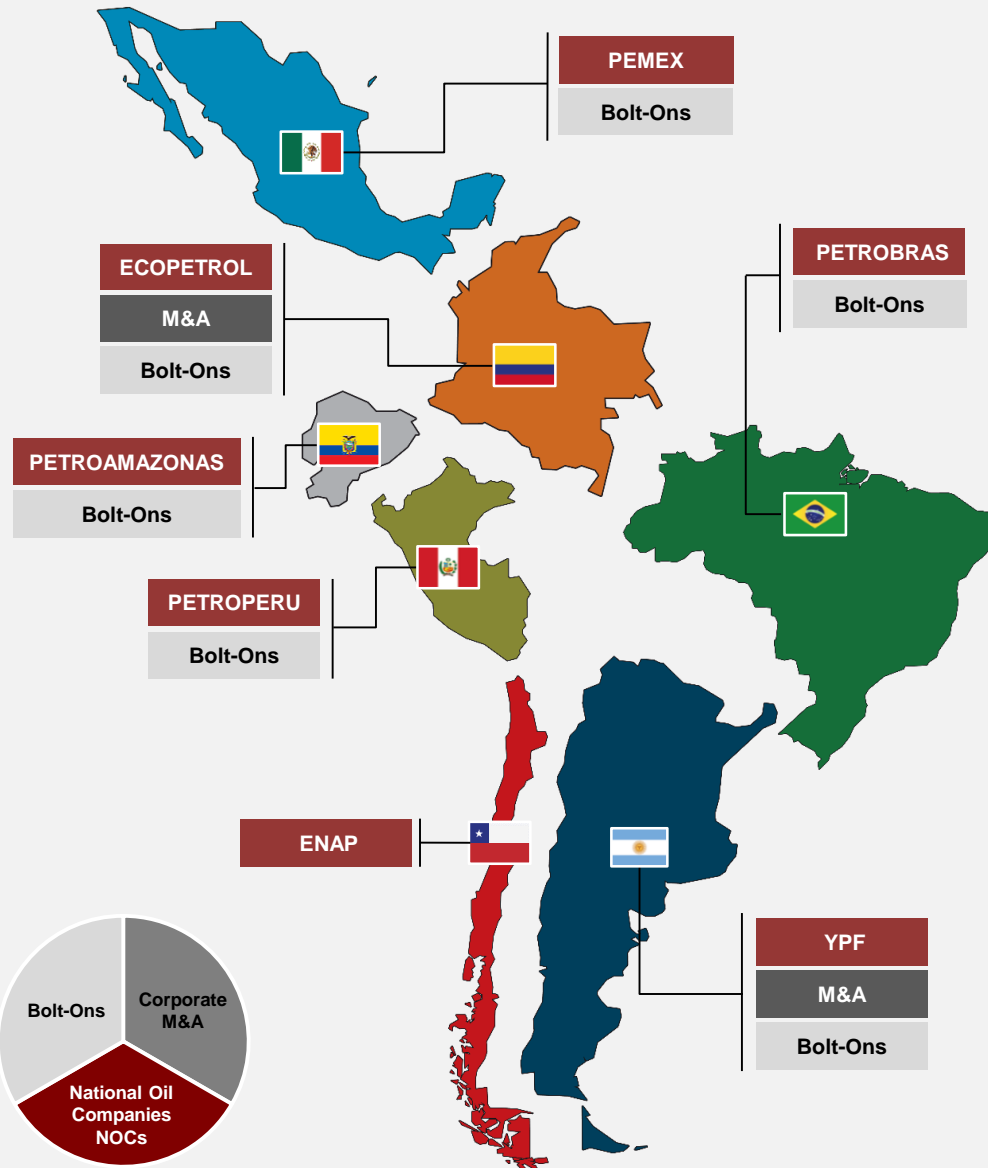 PEMEX
Bolt-Ons
ECOPETROL
M&A
Bolt-Ons
PETROBRAS
Bolt-Ons
PETROAMAZONAS
Bolt-Ons
PETROPERU
Bolt-Ons
ENAP
YPF
M&A
Bolt-Ons
Bolt-Ons
Corporate
M&A
National Oil
Companies
NOCs